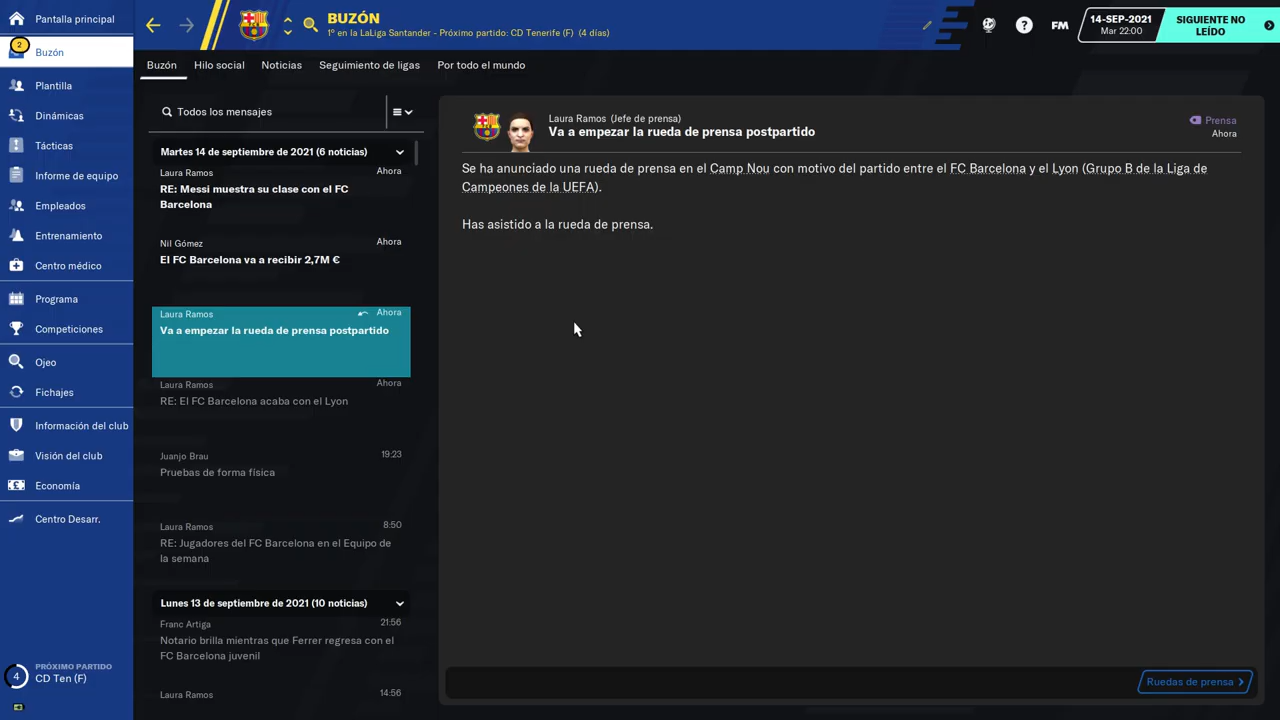 Pantalla principal
2
Buzón
Plantilla
Dinámicas
Tácticas
Informe de equipo
Empleados
Entrenamiento
Centro médico
Programa
Competiciones
Ojeo
Fichajes
Información del club
Visión del club
Economía
Centro Desarr.
4
PRÓXIMO PARTIDO
CD Ten (F)
BUZÓN
1º en la LaLiga Santander - Próximo partido: CD Tenerife (F) (4 días)
?
FM
14-SEP-2021
Mar 22:00
SIGUIENTE NO
LEÍDO
Buzón
Hilo social
Noticias
Seguimiento de ligas
Por todo el mundo
Todos los mensajes
Martes 14 de septiembre de 2021 (6 noticias)
Laura Ramos
Ahora
RE: Messi muestra su clase con el FC
Barcelona
Nil Gómez
Ahora
El FC Barcelona va a recibir 2,7M €
Laura Ramos
Ahora
Va a empezar la rueda de prensa postpartido
Laura Ramos
Ahora
RE: El FC Barcelona acaba con el Lyon
Juanjo Brau
19:23
Pruebas de forma física
Laura Ramos
8:50
RE: Jugadores del FC Barcelona en el Equipo de
la semana
Lunes 13 de septiembre de 2021 (10 noticias)
Franc Artiga
21:56
Notario brilla mientras que Ferrer regresa con el
FC Barcelona juvenil
Laura Ramos
14:56
Laura Ramos (Jefe de prensa)
Va a empezar la rueda de prensa postpartido
Prensa
Ahora
Se ha anunciado una rueda de prensa en el Camp Nou con motivo del partido entre el FC Barcelona y el Lyon (Grupo B de la Liga de
Campeones de la UEFA).
Has asistido a la rueda de prensa.
Ruedas de prensa